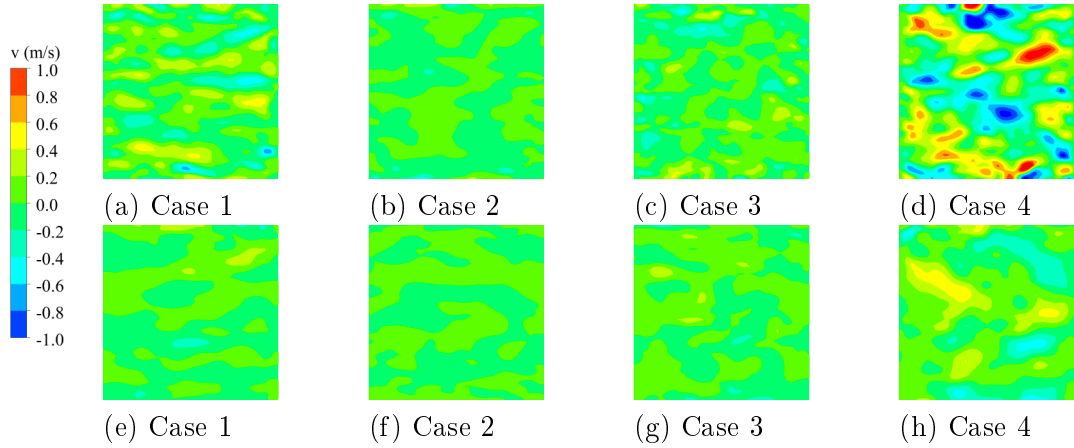 v (m/s)
1.0
0.8
0.6
0.4
0.2
0.0
-0.2
-0.4
-0.6
-0.8
-1.0
(a) Case 1
(b) Case 2
(c) Case 3
(d) Case 4
(e) Case 1
(f) Case 2
(g) Case 3
(h) Case 4